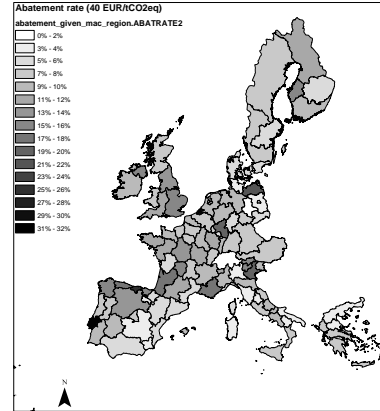 Abatement rate (40 EUR/tCO2eq)
abatement_given_mac_region.ABATRATE2
0% - 2%
3% - 4%
5% - 6%
7% - 8%
9% - 10%
11% - 12%
13% - 14%
15% - 16%
17% - 18%
19% - 20%
21% - 22%
23% - 24%
25% - 26%
27% - 28%
29% - 30%
31% - 32%
N